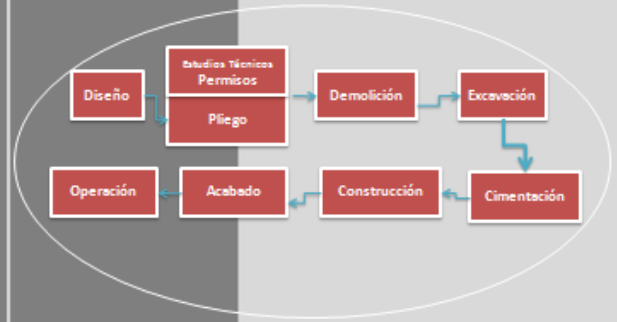 Estudios Técnicos
Permisos
Diseño
Pliego
Demolición
Excavación
Cimentación
Construcción
Acabado
Operación